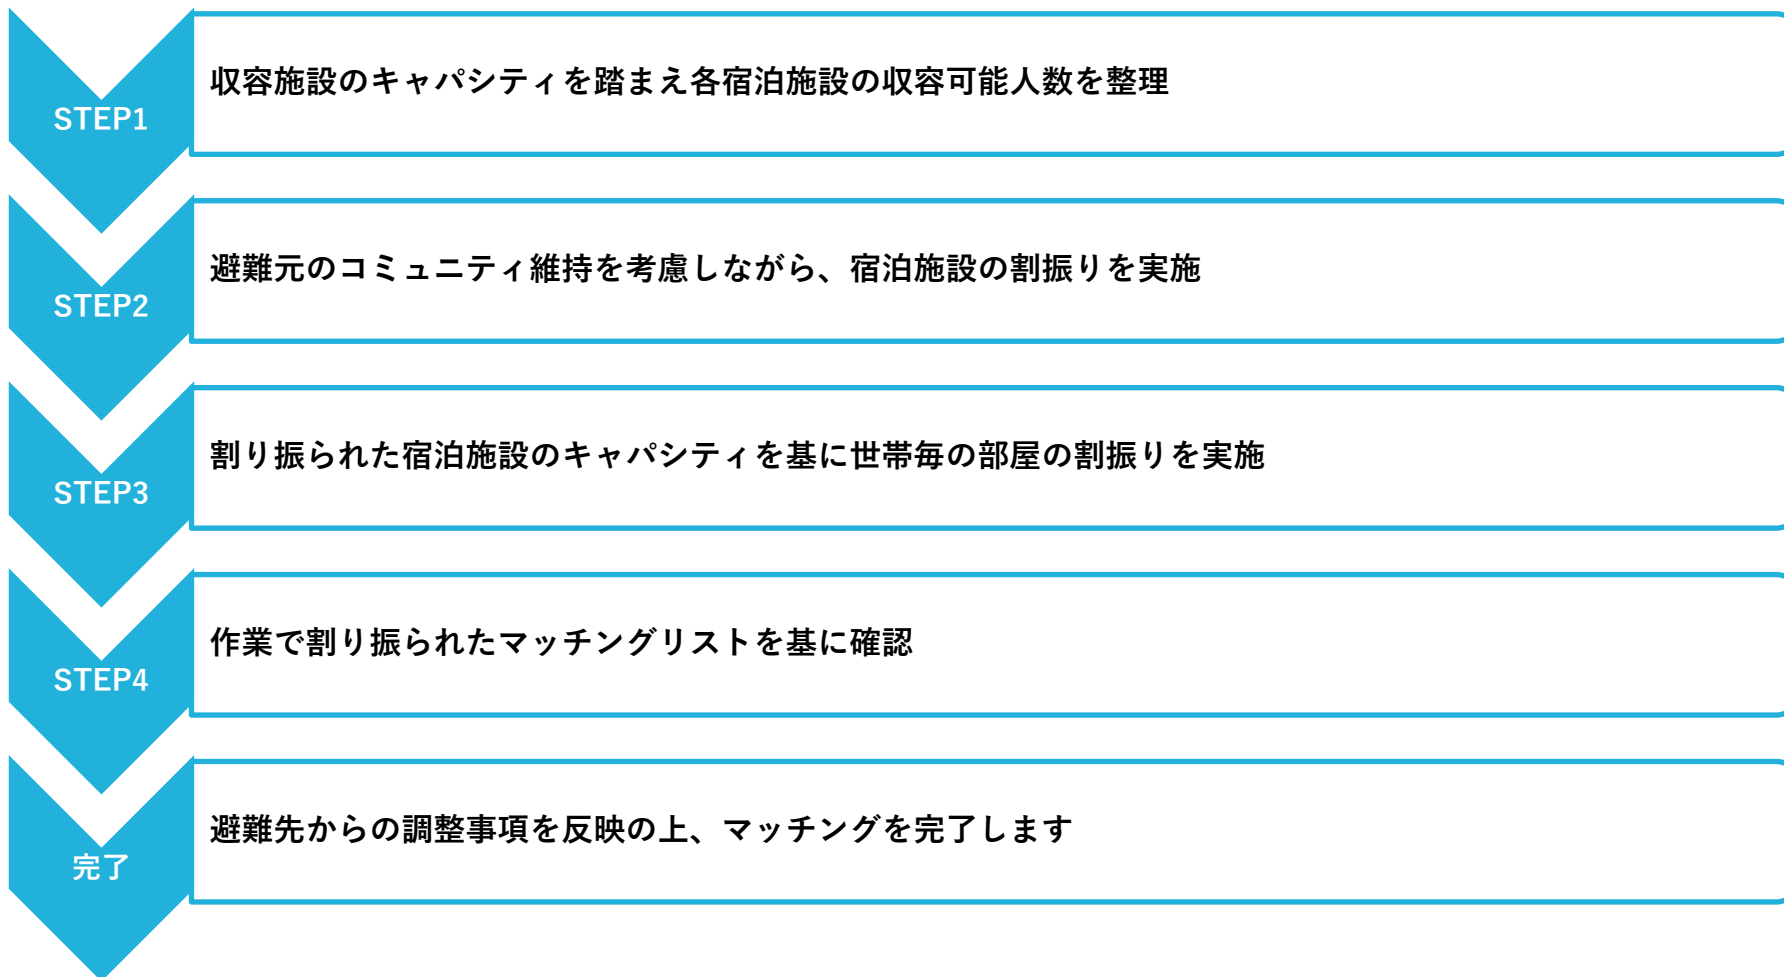 STEP1
収容施設のキャパシティを踏まえ各宿泊施設の収容可能人数を整理
STEP2
避難元のコミュニティ維持を考慮しながら、宿泊施設の割振りを実施
STEP3
割り振られた宿泊施設のキャパシティを基に世帯毎の部屋の割振りを実施
STEP4
作業で割り振られたマッチングリストを基に確認
完了
避難先からの調整事項を反映の上、マッチングを完了します